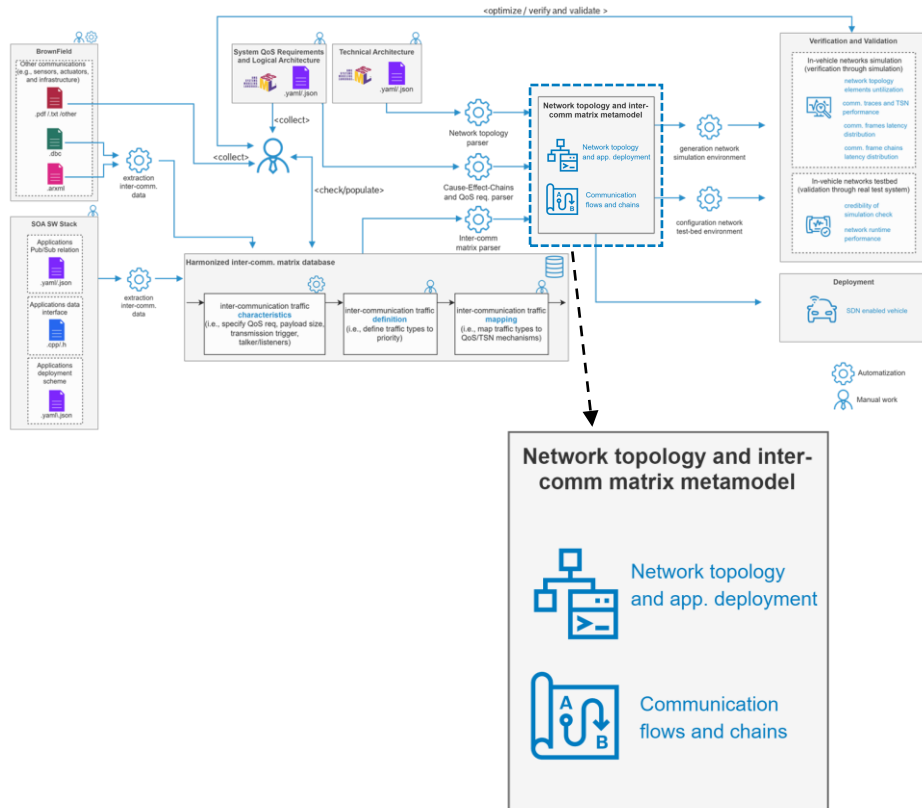 <optimize / verify and validate >
BrownField
Other communications
(e.g., sensors, actuators,
and infrastructure)
.pdf / .txt /other
.dbc
.arxml
extraction
inter-comm.
data
SOA SW Stack
Applications
Pub/Sub relation
.yaml/.json
Applications data
interface
.cpp/.h
Applications
deployment
scheme
.yaml/.json
extraction
inter-comm.
data
System QoS Requirements
and Logical Architecture
.yaml/.json
Technical Architecture
.yaml/.json
<collect>
<collect>
<check/populate>
Network topology
parser
Cause-Effect-Chains
and QoS req. parser
Inter-comm
matrix parser
Harmonized inter-comm. matrix database
inter-communication traffic
characteristics
(i.e., specify QoS req, payload size,
transmission trigger,
talker/listeners)
inter-communication traffic
definition
(i.e., define traffic types to
priority)
inter-communication traffic
mapping
(i.e., map traffic types to
QoS/TSN mechanisms)
Network topology and inter-
comm matrix metamodel
Network topology
and app. deployment
A
B
Communication
flows and chains
generation network
simulation environment
configuration network
test-bed environment
Verification and Validation
In-vehicle networks simulation
(verification through simulation)
network topology
elements untilization
comm. traces and TSN
performance
comm. frames latency
distribution
comm. frame chains
latency distribution
In-vehicle networks testbed
(validation through real test system)
credibility of
simulation check
network runtime
performance
Deployment
SDN enabled vehicle
Automatization
Manual work
Network topology and inter-
comm matrix metamodel
Network topology
and app. deployment
A
B
Communication
flows and chains